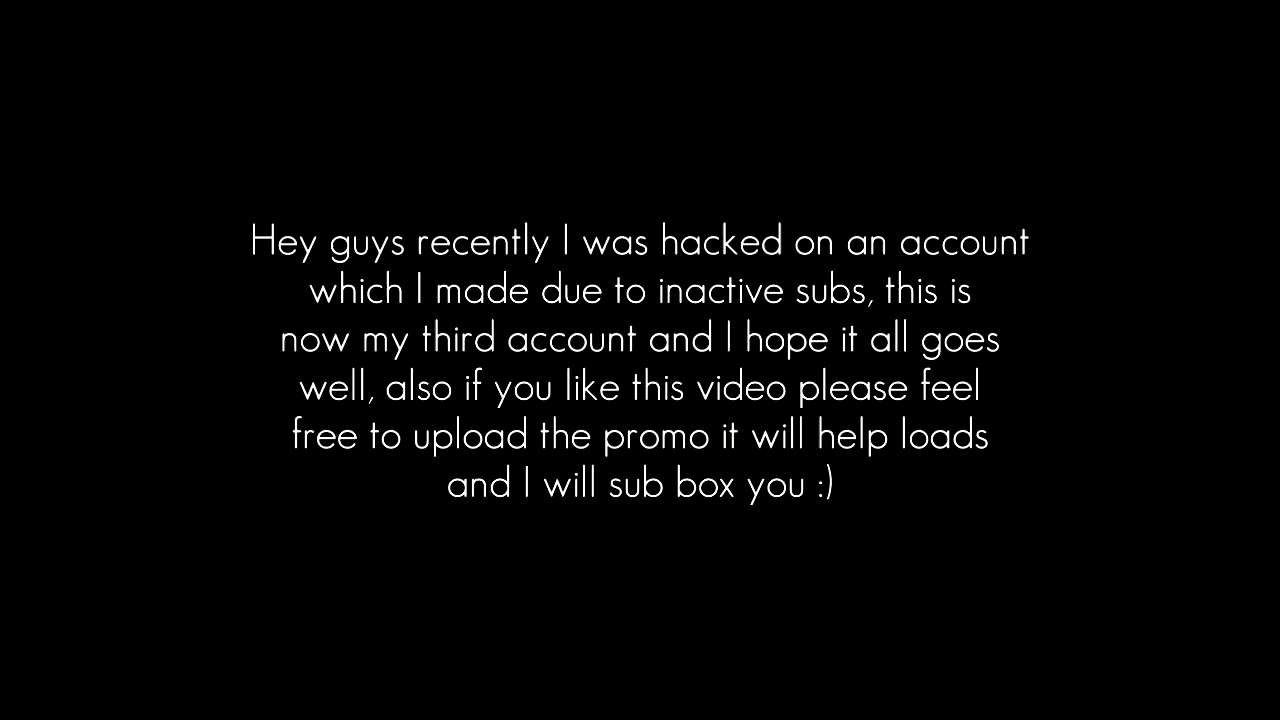 Hey guys recently I was hacked on an account
which I made due to inactive subs, this is
now my third account and I hope it all goes
well, also if you like this video please feel
free to upload the promo it will help loads
and I will sub box you :)